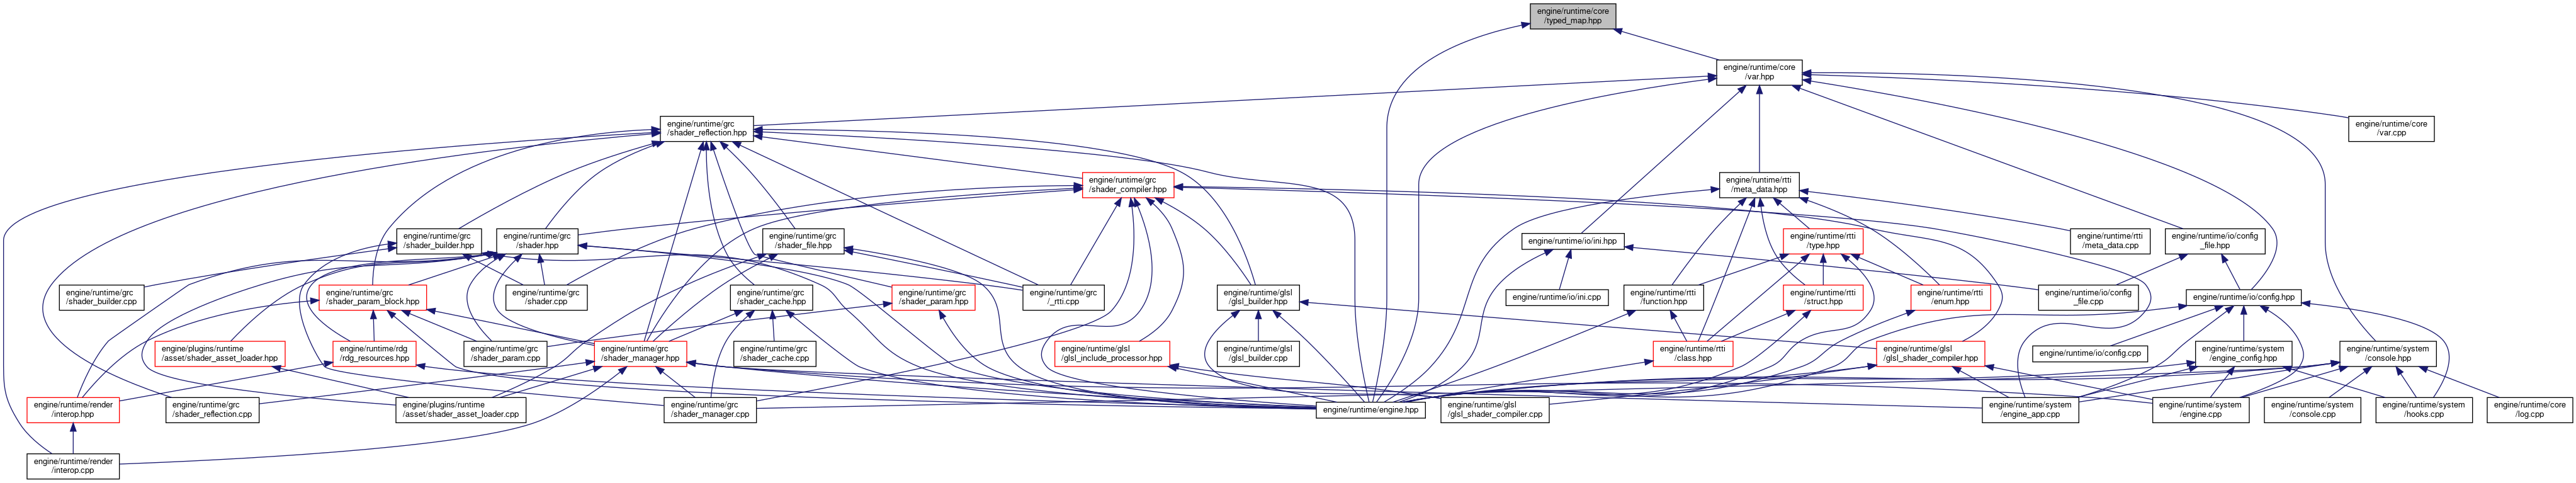 engine/runtime/core
/typed_map.hpp
engine/runtime/core
/var.hpp
engine/runtime/grc
/shader_reflection.hpp
engine/runtime/core
/var.cpp
engine/runtime/grc
/shader_compiler.hpp
engine/runtime/rtti
/meta_data.hpp
engine/runtime/grc
/shader_builder.hpp
engine/runtime/grc
/shader.hpp
engine/runtime/grc
/shader_file.hpp
engine/runtime/io/ini.hpp
engine/runtime/rtti
/type.hpp
engine/runtime/rtti
/meta_data.cpp
engine/runtime/io/config
_file.hpp
engine/runtime/grc
/shader_builder.cpp
engine/runtime/grc
/shader_param_block.hpp
engine/runtime/grc
/shader.cpp
engine/runtime/grc
/shader_cache.hpp
engine/runtime/grc
/shader_param.hpp
engine/runtime/grc
/_rtti.cpp
engine/runtime/glsl
/glsl_builder.hpp
engine/runtime/io/ini.cpp
engine/runtime/rtti
/function.hpp
engine/runtime/rtti
/struct.hpp
engine/runtime/rtti
/enum.hpp
engine/runtime/io/config
_file.cpp
engine/runtime/io/config.hpp
engine/plugins/runtime
/asset/shader_asset_loader.hpp
engine/runtime/rdg
/rdg_resources.hpp
engine/runtime/grc
/shader_param.cpp
engine/runtime/grc
/shader_manager.hpp
engine/runtime/grc
/shader_cache.cpp
engine/runtime/glsl
/glsl_include_processor.hpp
engine/runtime/glsl
/glsl_builder.cpp
engine/runtime/rtti
/class.hpp
engine/runtime/glsl
/glsl_shader_compiler.hpp
engine/runtime/io/config.cpp
engine/runtime/system
/engine_config.hpp
engine/runtime/system
/console.hpp
engine/runtime/render
/interop.hpp
engine/runtime/grc
/shader_reflection.cpp
engine/plugins/runtime
/asset/shader_asset_loader.cpp
engine/runtime/grc
/shader_manager.cpp
engine/runtime/engine.hpp
engine/runtime/glsl
/glsl_shader_compiler.cpp
engine/runtime/system
/engine_app.cpp
engine/runtime/system
/engine.cpp
engine/runtime/system
/console.cpp
engine/runtime/system
/hooks.cpp
engine/runtime/core
/log.cpp
engine/runtime/render
/interop.cpp